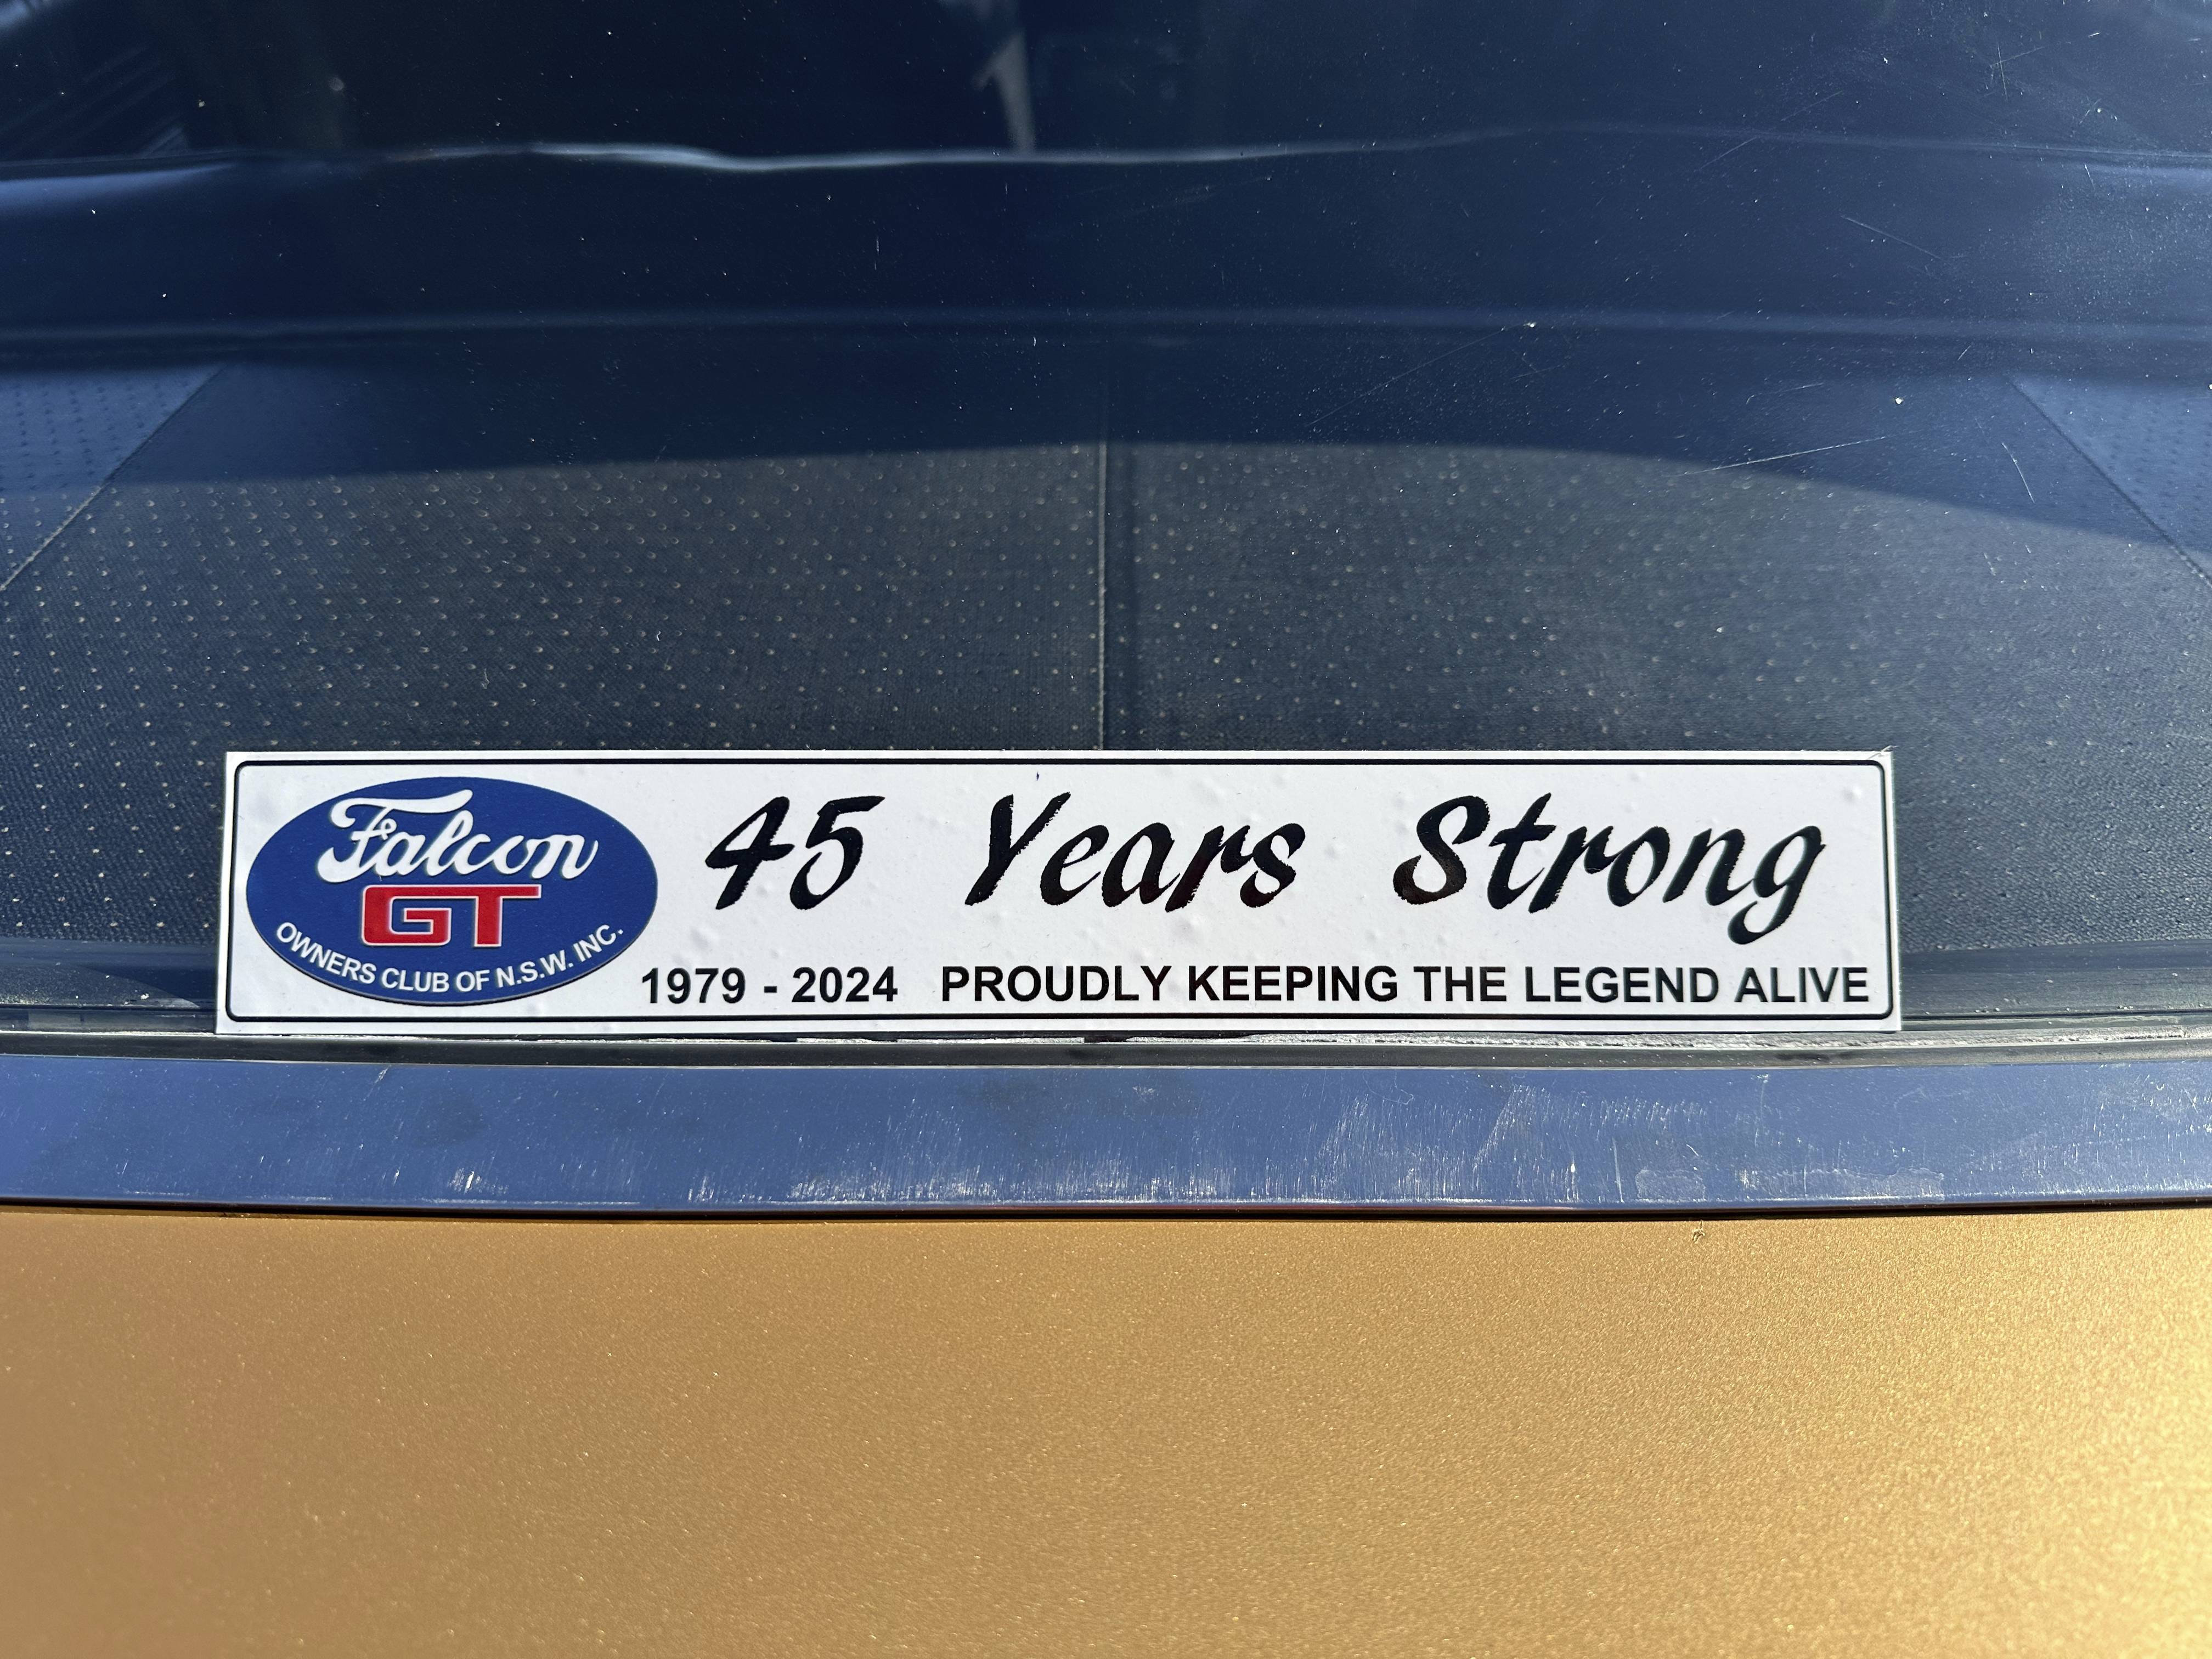 Falcon
GT
OWNERS CLUB OF N.S.W. INC.
45 Years Strong
1979 - 2024 PROUDLY KEEPING THE LEGEND ALIVE